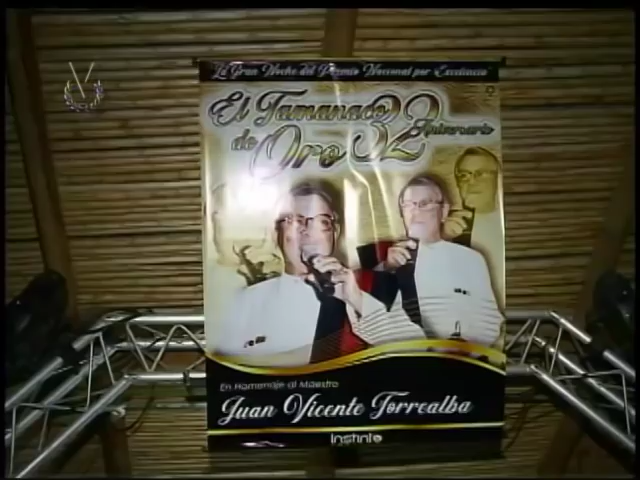 La Gran Noche del Premio Nacional por Excelencia
El Tamanaco
de Oro
32
Aniversario
En Homenaje al Maestro
Juan Vicente Torrealba
Instinto